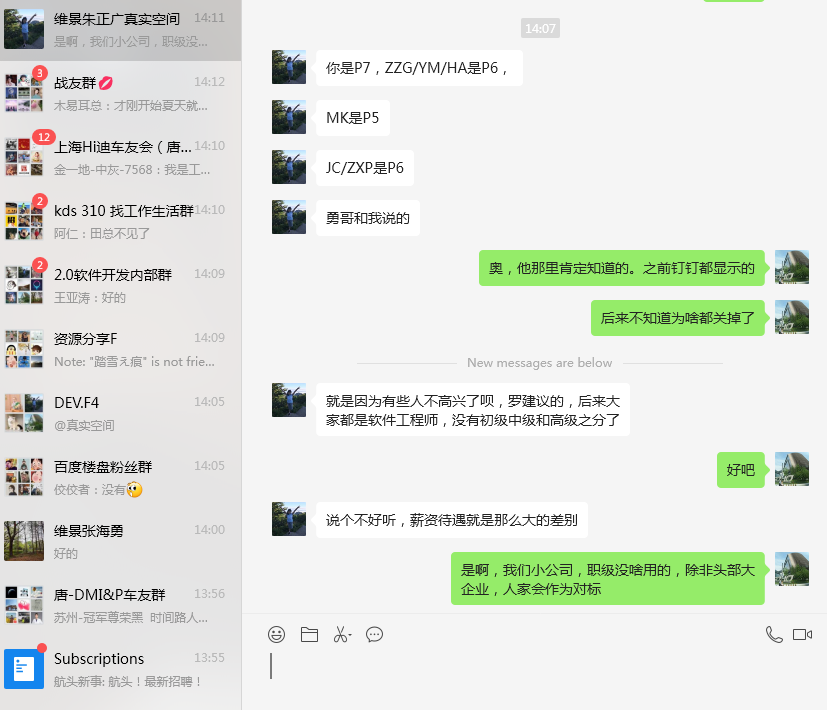 维景朱正广真实空间 14:11
是啊，我们小公司，职级没...
3
战友群 14:12
木易耳总：才刚开始夏天就...
12
上海Hi迪车友会（唐... 14:10
金一地-中灰-7568：我是工...
2
kds 310 找工作生活群 14:10
阿仁：田总不见了
2
2.0软件开发内部群 14:09
王亚涛：好的
资源分享F 14:09
Note: "踏雪え痕" is not frie...
DEV.F4 14:05
@真实空间
百度楼盘粉丝群 14:05
佼佼者：没有
维景张海勇 14:00
好的
唐-DMI&P车友群 13:56
苏州-冠军尊荣黑 时间路人...
Subscriptions 13:55
航头新事: 航头！最新招聘！
14:07
你是P7，ZZG/YM/HA是P6，
MK是P5
JC/ZXP是P6
勇哥和我说的
奥，他那里肯定知道的。之前钉钉都显示的
后来不知道为啥都关掉了
New messages are below
就是因为有些人不高兴了呗，罗建议的，后来大
家都是软件工程师，没有初级中级和高级之分了
好吧
说个不好听，薪资待遇就是那么大的差别
是啊，我们小公司，职级没啥用的，除非头部大
企业，人家会作为对标